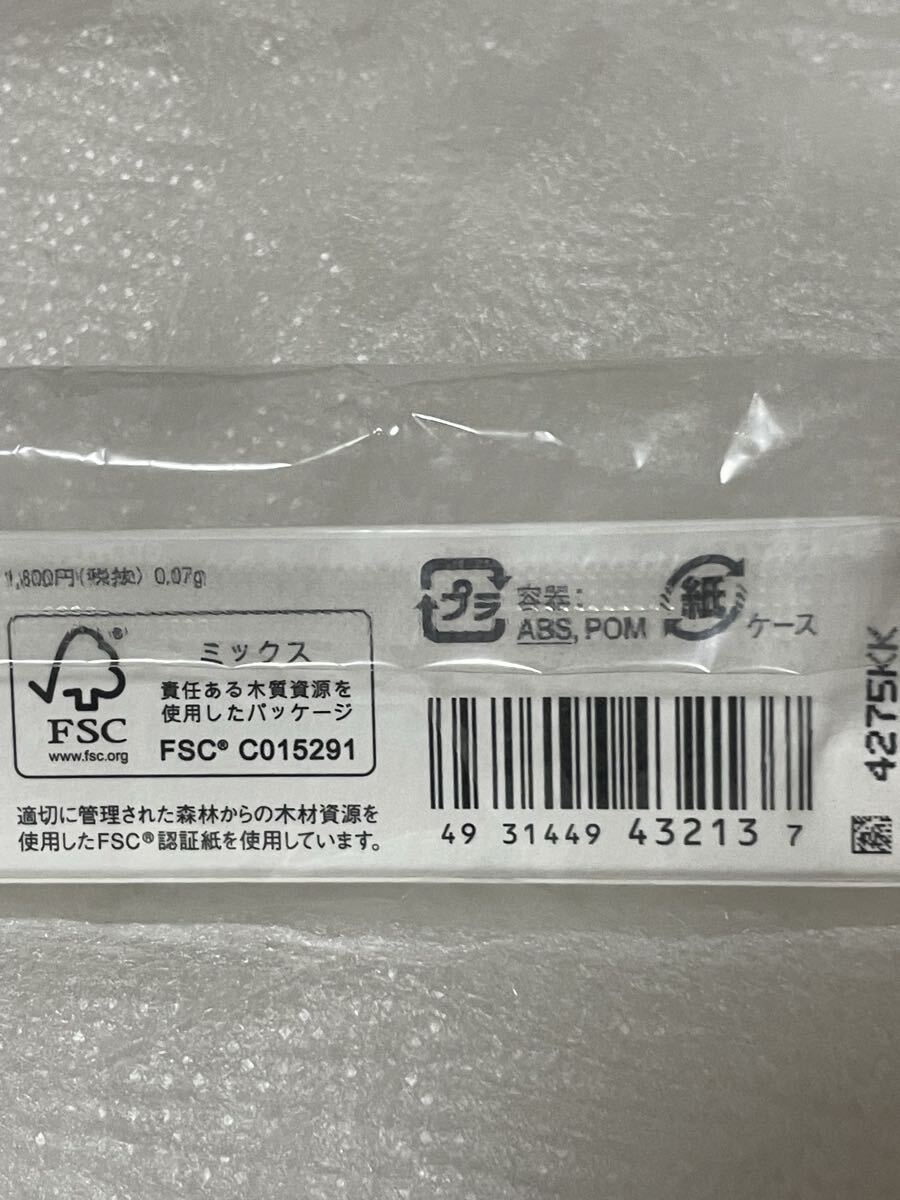 1,800円(税抜) 0.07g
FSC
®
www.fsc.org
ミックス
責任ある木質資源を
使用したパッケージ
FSC® C015291
適切に管理された森林からの木材資源を
使用したFSC®認証紙を使用しています。
プラ
容器:
ABS, POM
紙
ケース
49 31449 43213 7
4275KK